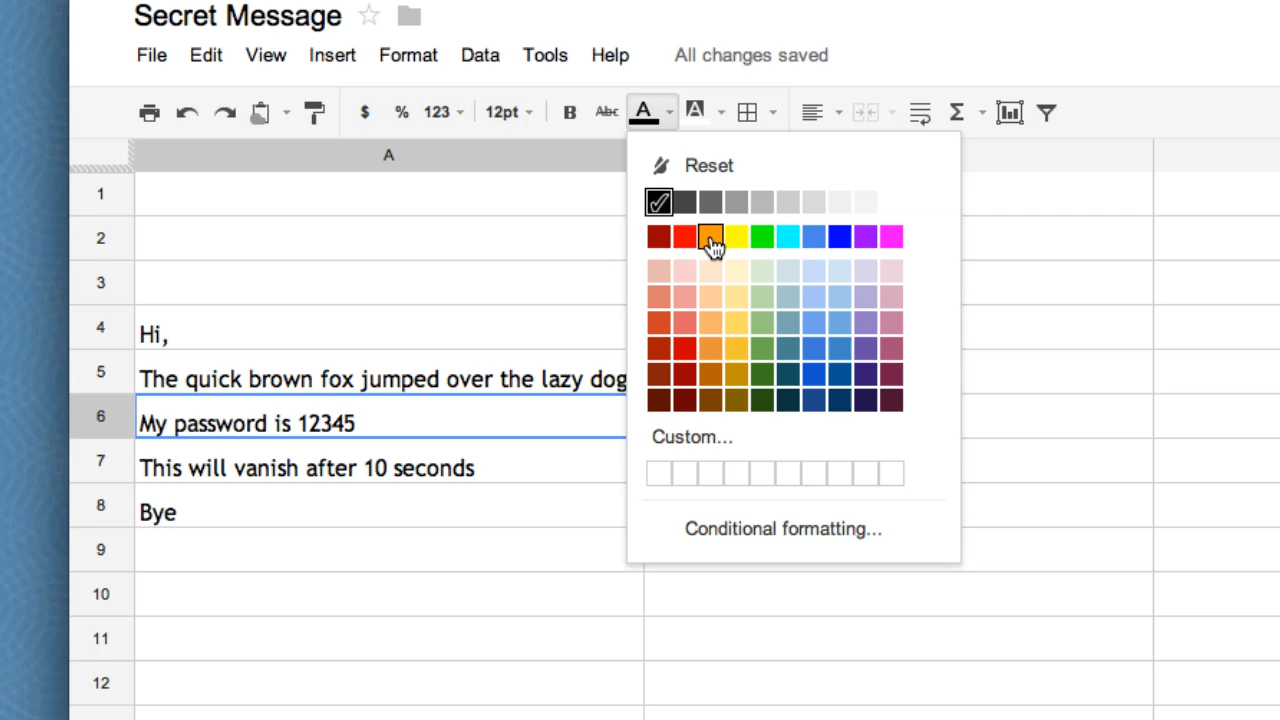 Secret Message
File Edit View Insert Format Data Tools Help All changes saved
$ % 123 12pt B Abc A A Σ
A
Reset
1
2
3
4 Hi,
5 The quick brown fox jumped over the lazy dog
6 My password is 12345
Custom...
7 This will vanish after 10 seconds
8 Bye
Conditional formatting...
9
10
11
12